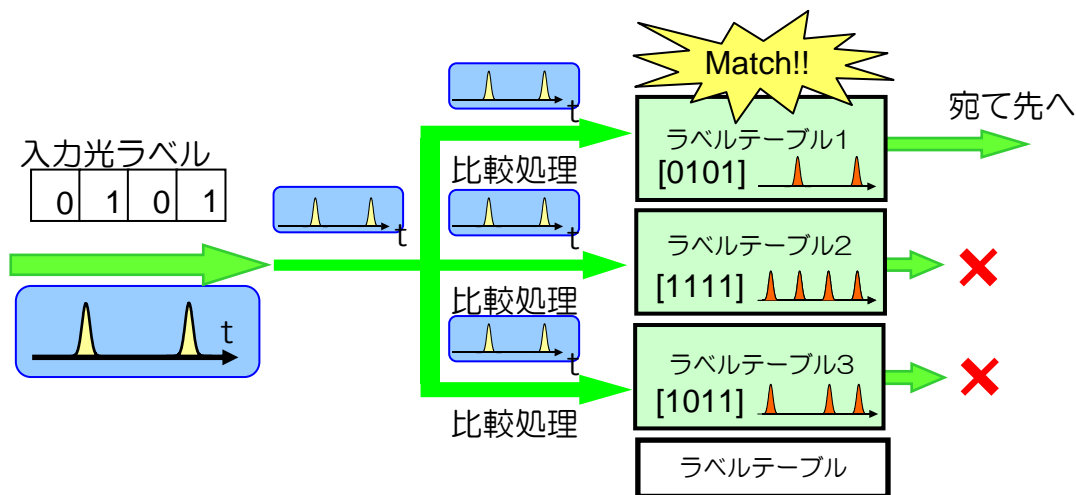 入力光ラベル
0 1 0 1
t
t
t
比較処理
t
比較処理
t
比較処理
Match!!
ラベルテーブル1
[0101]
宛て先へ
ラベルテーブル2
[1111]
ラベルテーブル3
[1011]
ラベルテーブル